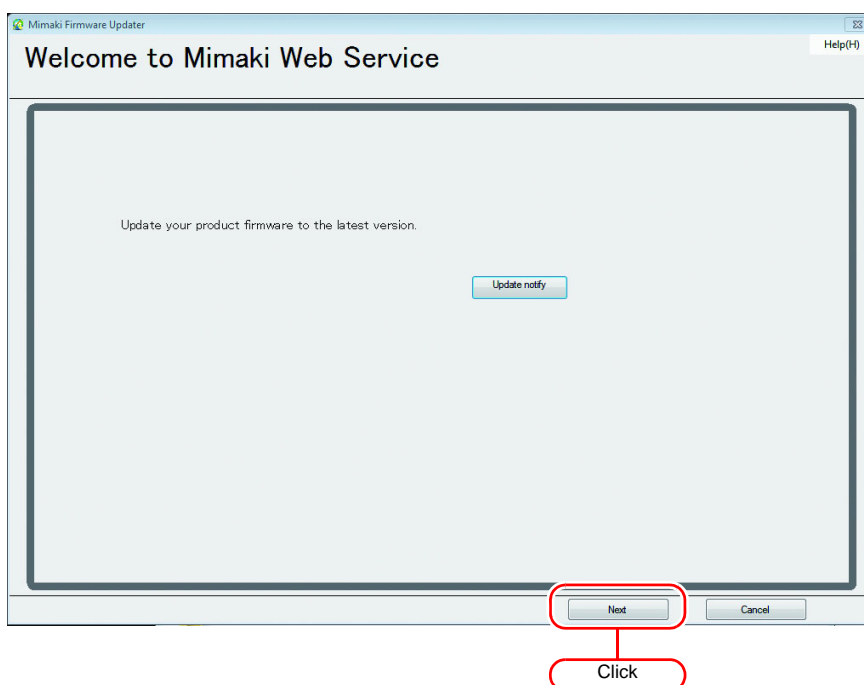 Mimaki Firmware Updater
Help(H)
Welcome to Mimaki Web Service
Update your product firmware to the latest version.
Update notify
Next
Cancel
Click